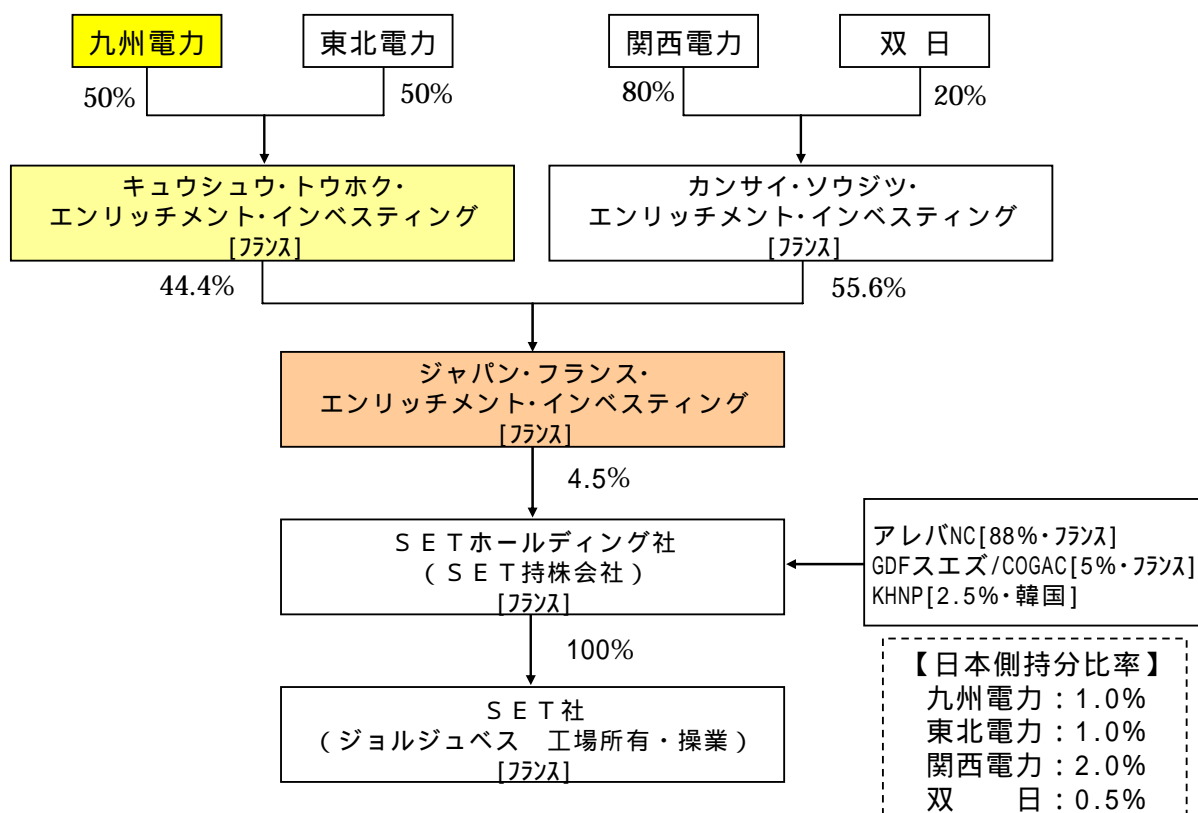 九州電力
東北電力
関西電力
双 日
50%
50%
80%
20%
キュウシュウ・トウホク・
エンリッチメント・インベスティング
[フランス]
カンサイ・ソウジツ・
エンリッチメント・インベスティング
[フランス]
44.4%
55.6%
ジャパン・フランス・
エンリッチメント・インベスティング
[フランス]
4.5%
SETホールディング社
(SET持株会社)
[フランス]
アレバNC[88%・フランス]
GDFスエズ/COGAC[5%・フランス]
KHNP[2.5%・韓国]
100%
SET社
(ジョルジュベス 工場所有・操業)
[フランス]
【日本側持分比率】
九州電力:1.0%
東北電力:1.0%
関西電力:2.0%
双 日:0.5%